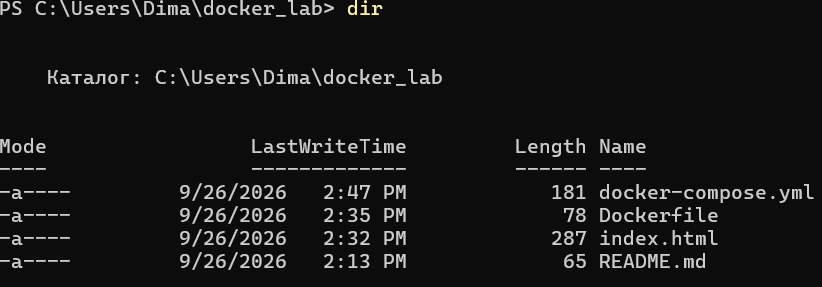 PS C:\Users\Dima\docker_lab> dir
Каталог: C:\Users\Dima\docker_lab
Mode LastWriteTime Length Name
---- ------------- ------ ----
-a---- 9/26/2026 2:47 PM 181 docker-compose.yml
-a---- 9/26/2026 2:35 PM 78 Dockerfile
-a---- 9/26/2026 2:32 PM 287 index.html
-a---- 9/26/2026 2:13 PM 65 README.md